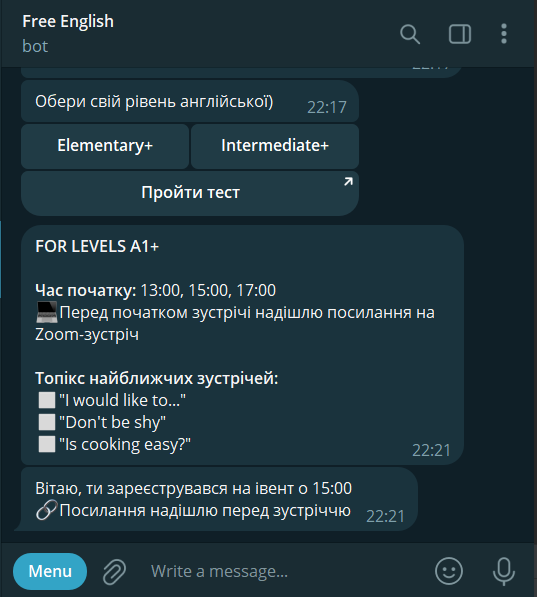 Free English
bot
Обери свій рівень англійської)
22:17
Elementary+
Intermediate+
Пройти тест
FOR LEVELS A1+
Час початку: 13:00, 15:00, 17:00
Перед початком зустрічі надішлю посилання на
Zoom-зустріч
Топікс найближчих зустрічей:
"I would like to..."
"Don't be shy"
"Is cooking easy?"
22:21
Вітаю, ти зареєструвався на івент о 15:00
Посилання надішлю перед зустріччю
22:21
Menu
Write a message...